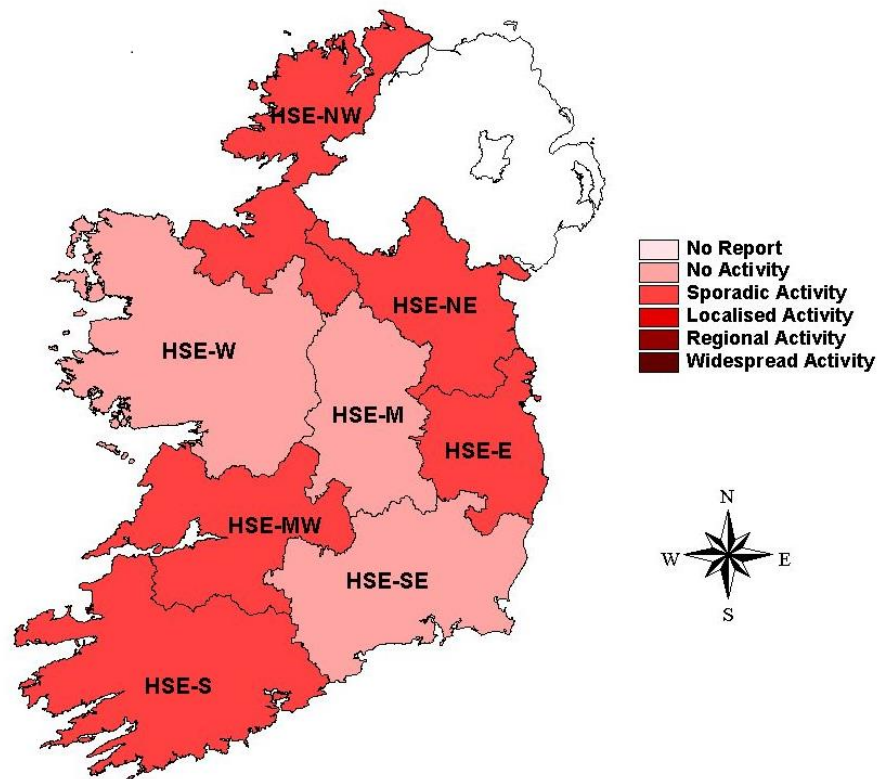 HSE-NW
HSE-NE
HSE-W
HSE-M
HSE-E
HSE-MW
HSE-SE
HSE-S
No Report
No Activity
Sporadic Activity
Localised Activity
Regional Activity
Widespread Activity
N
W E
S